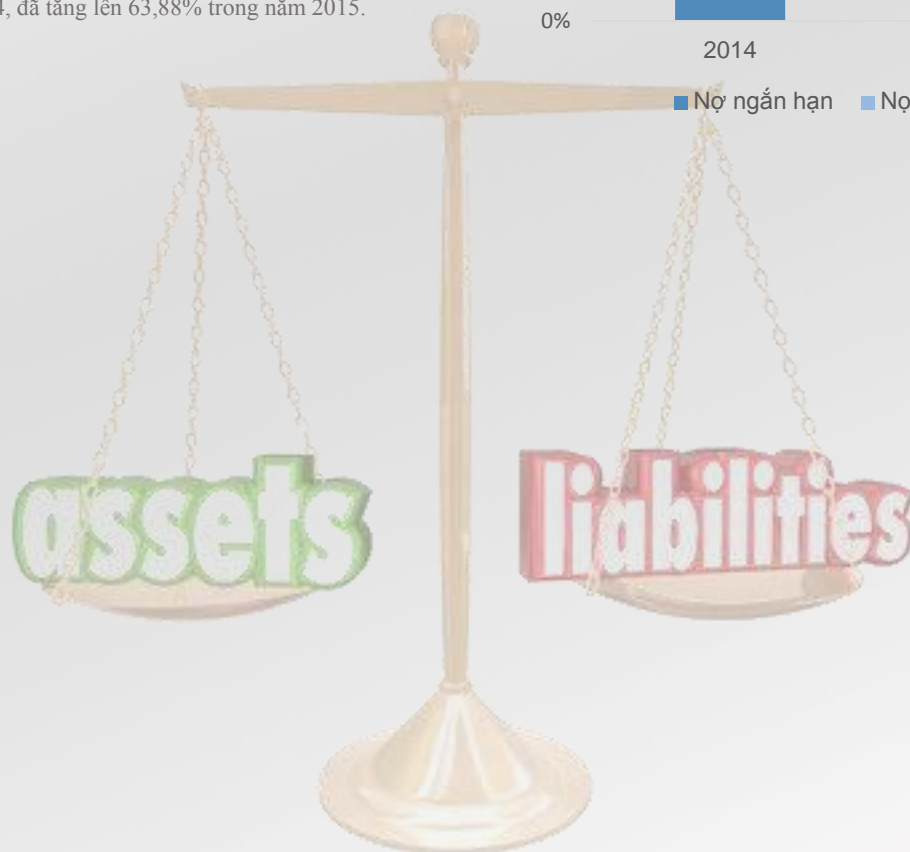 4, đã tăng lên 63,88% trong năm 2015.
0%
2014
Nợ ngắn hạn
assets
liabilities